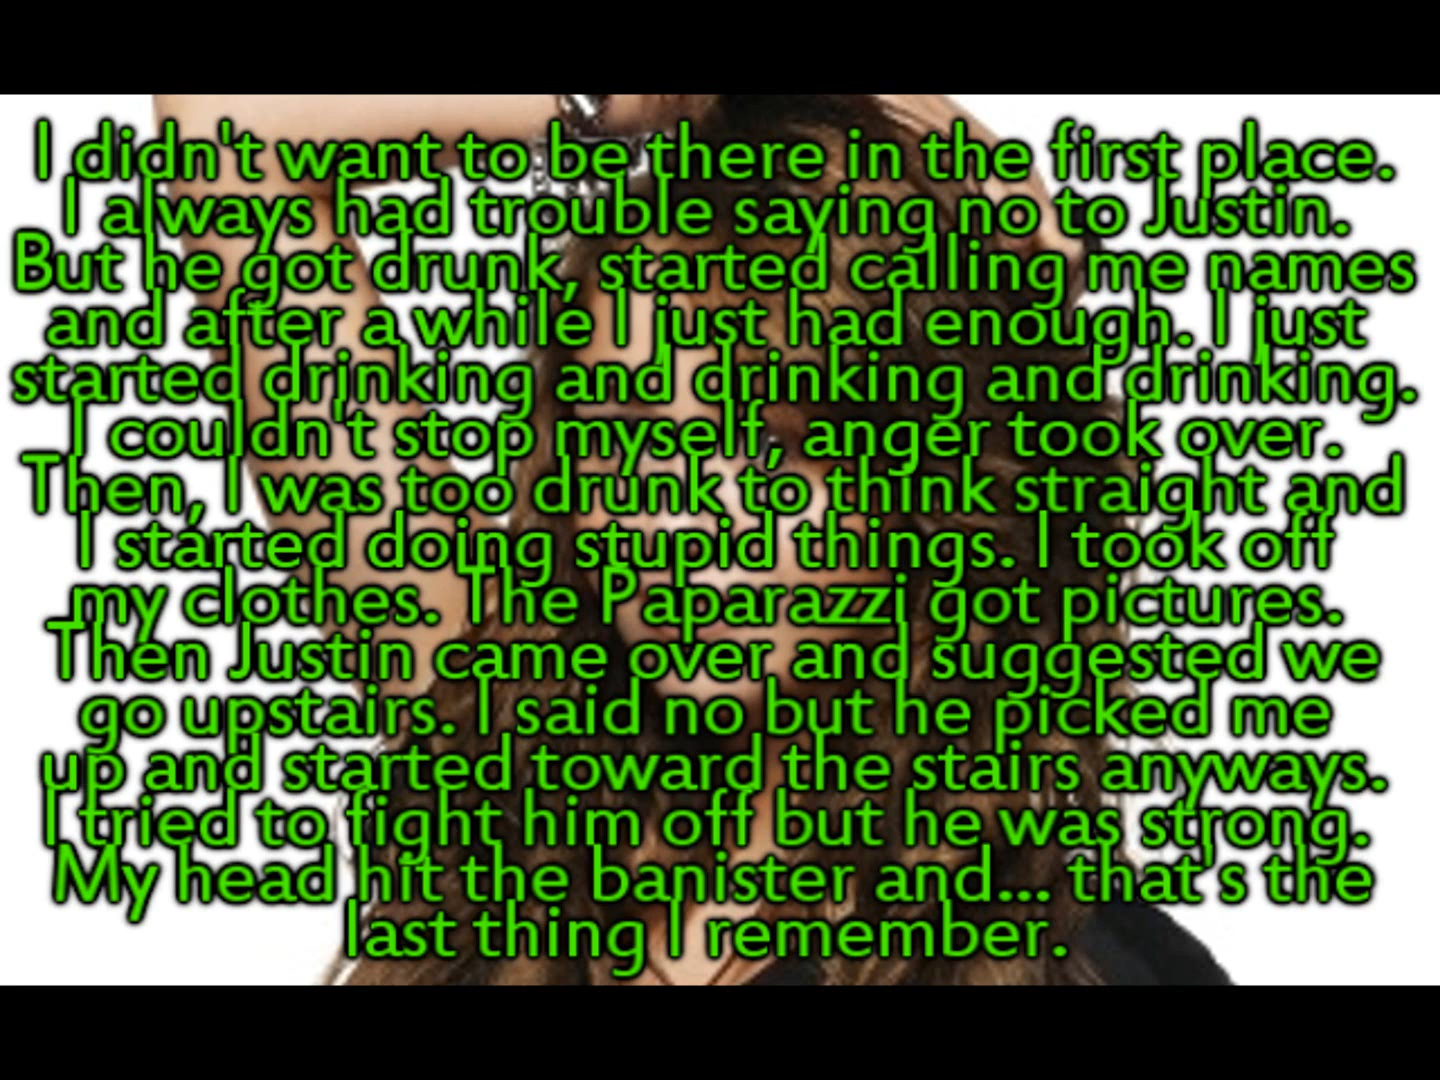 I didn't want to be there in the first place.
I always had trouble saying no to Justin.
But he got drunk, started calling me names
and after a while I just had enough. I just
started drinking and drinking and drinking.
I couldn't stop myself, anger took over.
Then, I was too drunk to think straight and
I started doing stupid things. I took off
my clothes. The Paparazzi got pictures.
Then Justin came over and suggested we
go upstairs. I said no but he picked me
up and started toward the stairs anyways.
I tried to fight him off but he was strong.
My head hit the banister and... that's the
last thing I remember.